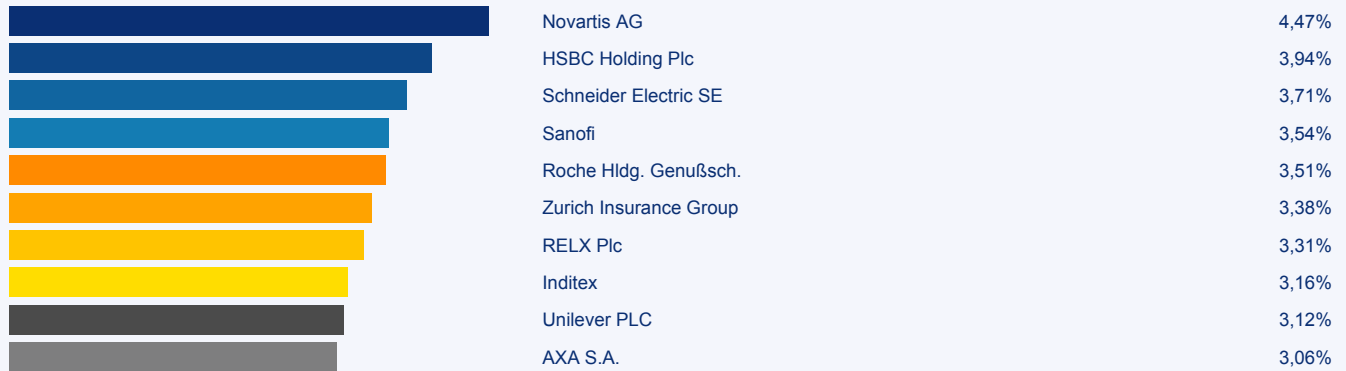 Novartis AG 4,47%
HSBC Holding Plc 3,94%
Schneider Electric SE 3,71%
Sanofi 3,54%
Roche Hldg. Genußsch. 3,51%
Zurich Insurance Group 3,38%
RELX Plc 3,31%
Inditex 3,16%
Unilever PLC 3,12%
AXA S.A. 3,06%